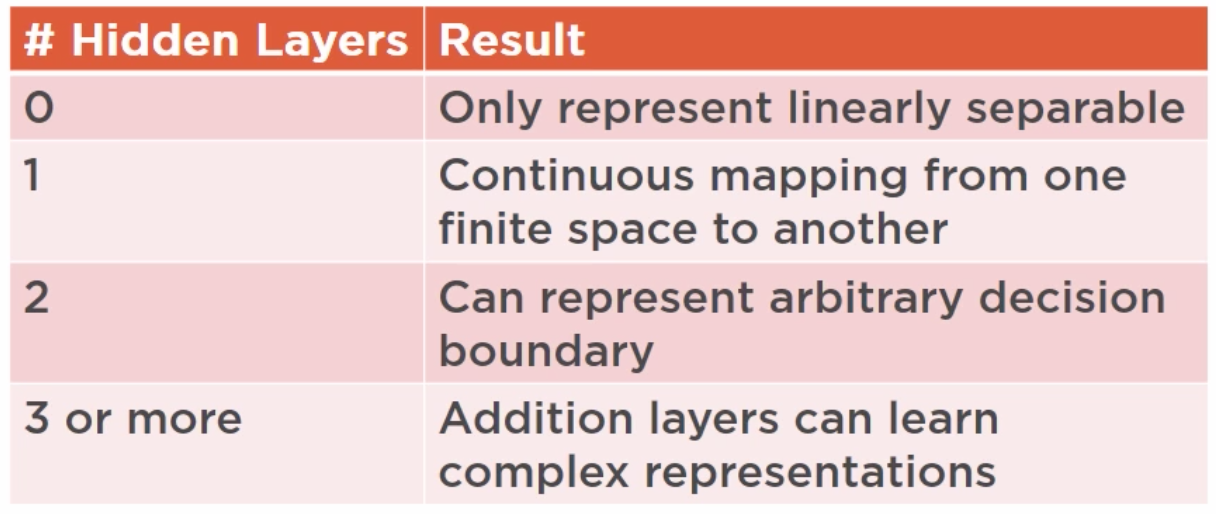 # Hidden Layers Result
0 Only represent linearly separable
1 Continuous mapping from one
finite space to another
2 Can represent arbitrary decision
boundary
3 or more Addition layers can learn
complex representations